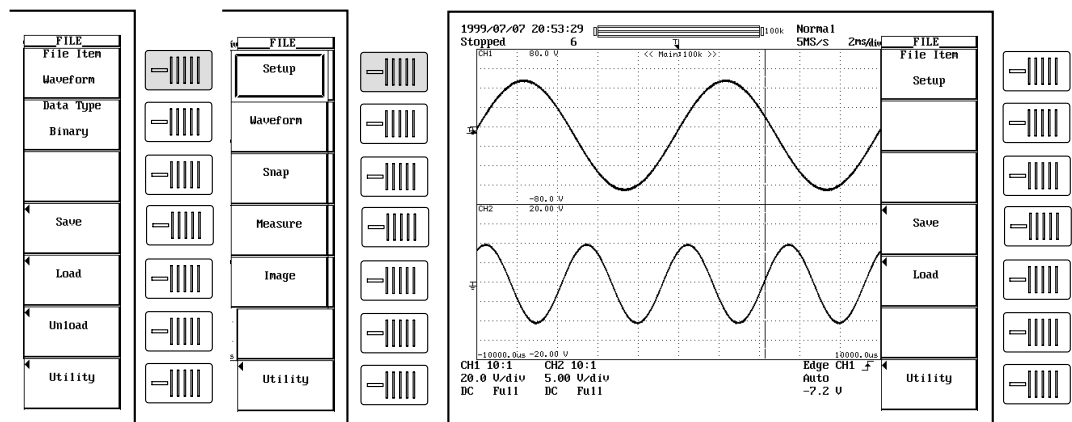 FILE
File Item
Waveform
Data Type
Binary
Save
Load
Unload
Utility
FILE
Setup
Waveform
Snap
Measure
Image
Utility
1999/07/07 20:53:29
100k
Normal
Stopped
6
5MS/s
2ms/div
CH1
80.0 V
<< Main:100k >>
-80.0 V
CH2
20.00 V
-10000.0us
-20.00 V
10000.0us
CH1 10:1
CH2 10:1
Edge CH1
20.0 V/div
5.00 V/div
Auto
DC Full
DC Full
-7.2 V
FILE
File Item
Setup
Save
Load
Utility